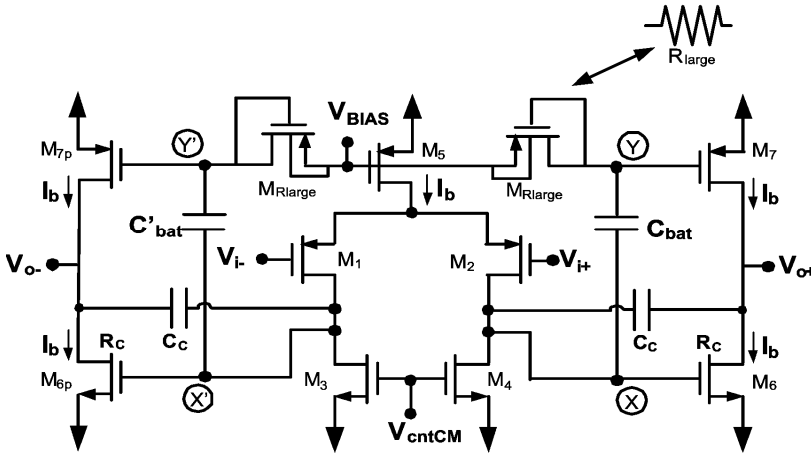 Rlarge
VBIAS
Y'
Y
M7p
M5
M7
MRlarge
MRlarge
Ib
Ib
Ib
C'bat
Cbat
Vi-
M1
M2
Vi+
Vo-
Vo+
Ib
RC
CC
CC
RC
Ib
M6p
X'
M3
M4
X
M6
VcntCM